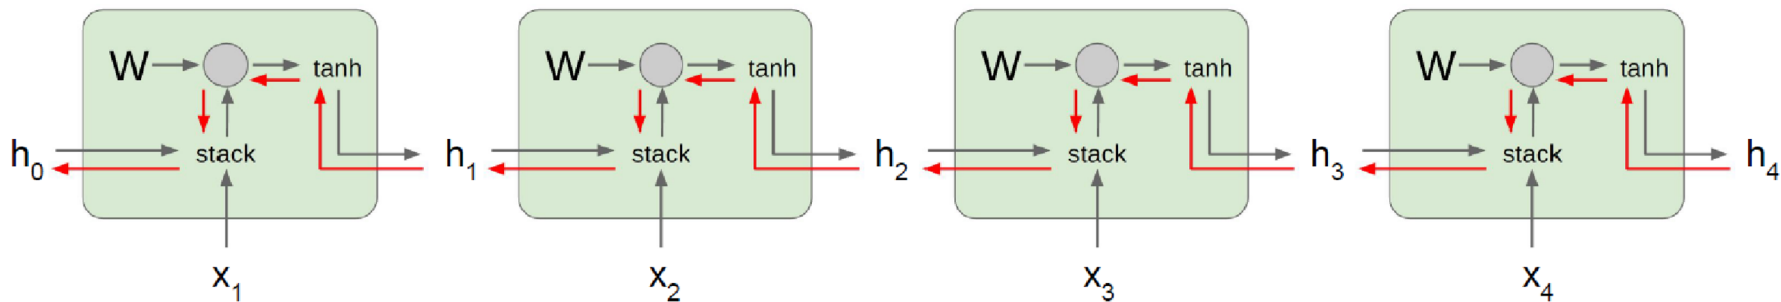 W tanh W tanh W tanh W tanh
h₀ stack h₁ stack h₂ stack h₃ stack h₄
x₁ x₂ x₃ x₄